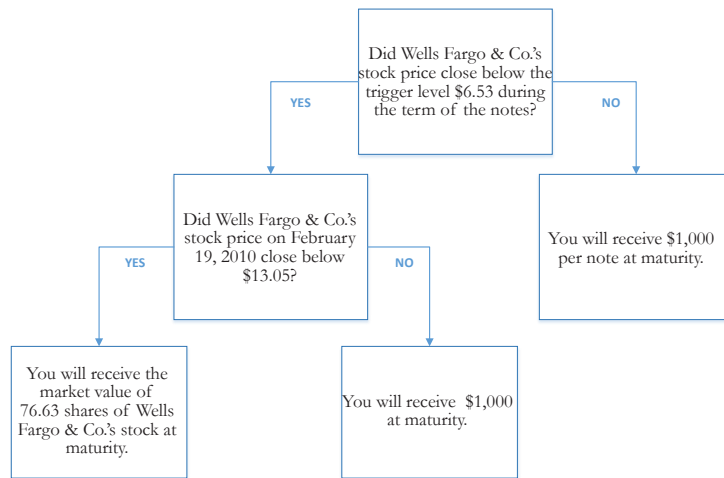 Did Wells Fargo & Co.'s
stock price close below the
trigger level $6.53 during
the term of the notes?
YES
NO
Did Wells Fargo & Co.'s
stock price on February
19, 2010 close below
$13.05?
You will receive $1,000
per note at maturity.
YES
NO
You will receive the
market value of
76.63 shares of Wells
Fargo & Co.'s stock at
maturity.
You will receive $1,000
at maturity.